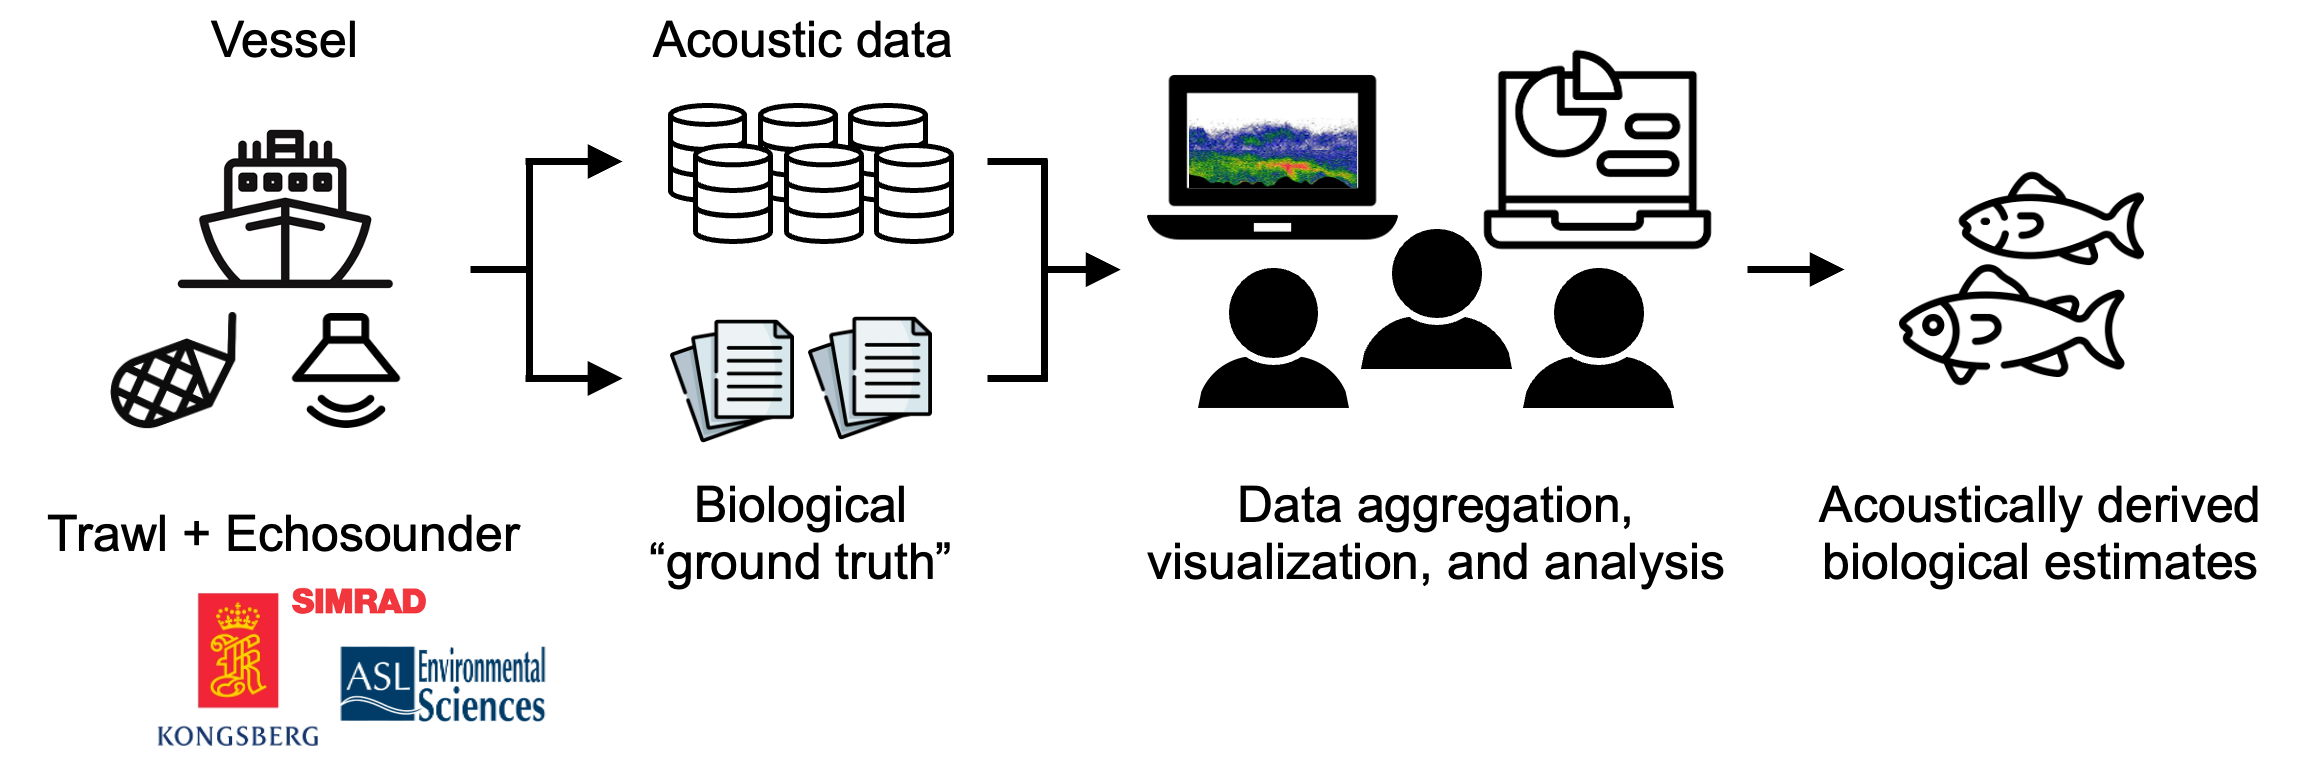 Vessel
Trawl + Echosounder
SIMRAD
KONGSBERG
ASL Environmental
Sciences
Acoustic data
Biological
“ground truth”
Data aggregation,
visualization, and analysis
Acoustically derived
biological estimates